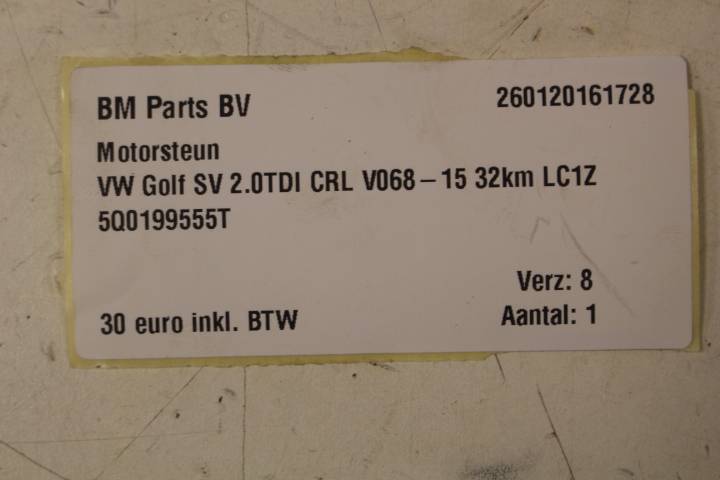 BM Parts BV 260120161728
Motorsteun
VW Golf SV 2.0TDI CRL V068-15 32km LC1Z
5Q0199555T
Verz: 8
30 euro inkl. BTW Aantal: 1